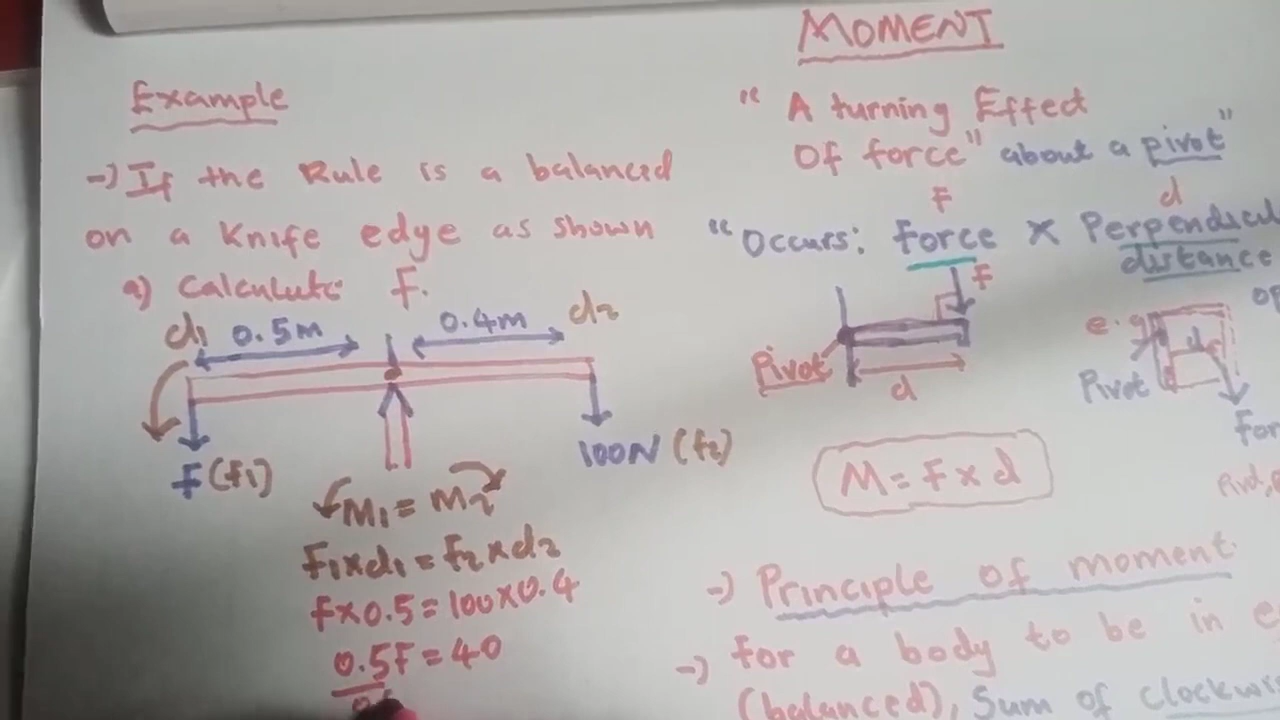 Example
-) If the Rule is a balanced
on a Knife edge as shown
a) Calculate F.
d1 0.5M 0.4M d2
F (f1)
100N (f2)
M1 = M2
F1xd1 = f2xd2
fx0.5 = 100x0.4
0.5F = 40
MOMENT
"A turning Effect
Of force" about a pivot"
F d
"Occurs: Force x Perpendicul
distance
F
Pivot
d
e.g
d
Pivot
For
M = F x d
-) Principle of moment
-) for a body to be in e
(balanced), Sum of Clockwi